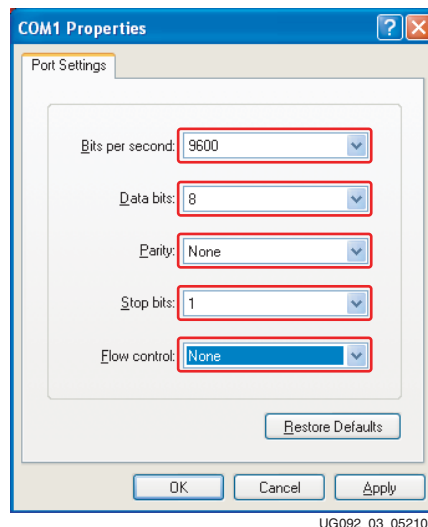 COM1 Properties
Port Settings
Bits per second: 9600
Data bits: 8
Parity: None
Stop bits: 1
Flow control: None
Restore Defaults
OK Cancel Apply
UG092_03_05210